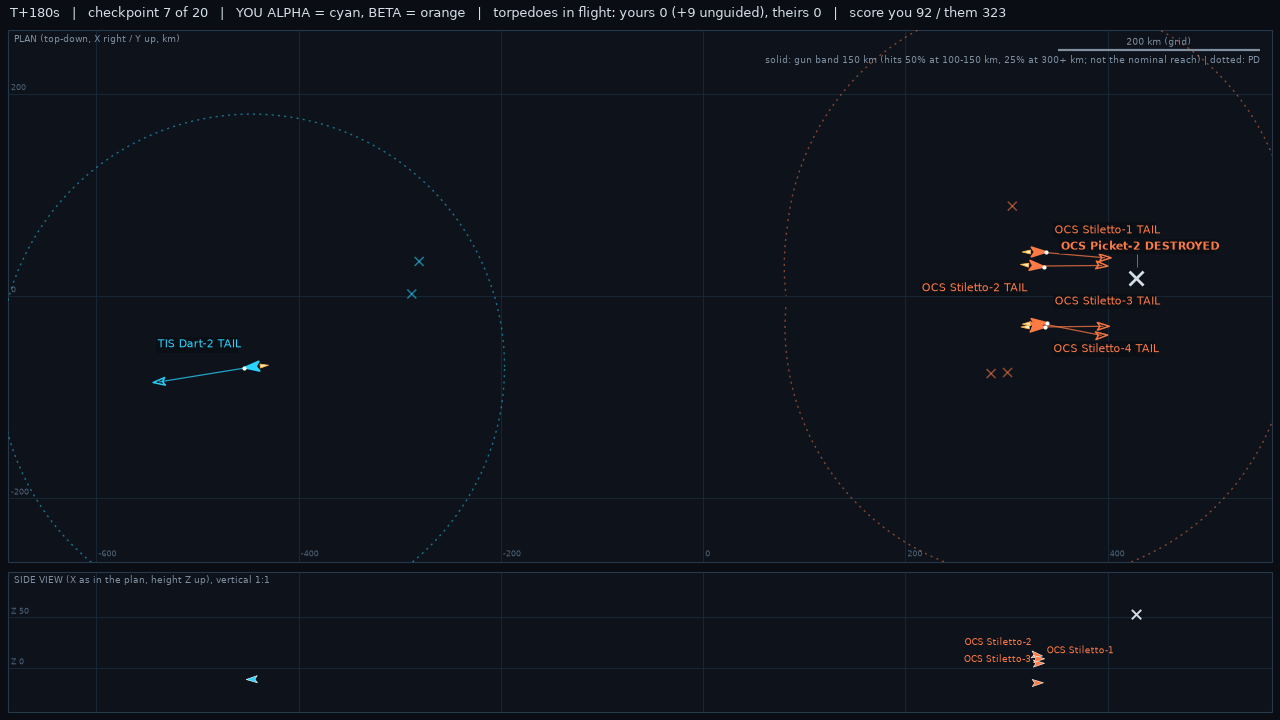 T+180s | checkpoint 7 of 20 | YOU ALPHA = cyan, BETA = orange | torpedoes in flight: yours 0 (+9 unguided), theirs 0 | score you 92 / them 323
PLAN (top-down, X right / Y up, km)
200 km (grid)
solid: gun band 150 km (hits 50% at 100-150 km, 25% at 300+ km; not the nominal reach) | dotted: PD
200
OCS Stiletto-1 TAIL
OCS Picket-2 DESTROYED
OCS Stiletto-2 TAIL
0
OCS Stiletto-3 TAIL
TIS Dart-2 TAIL
OCS Stiletto-4 TAIL
-200
-600
-400
-200
0
200
400
SIDE VIEW (X as in the plan, height Z up), vertical 1:1
Z 50
OCS Stiletto-2
OCS Stiletto-1
Z 0
OCS Stiletto-3